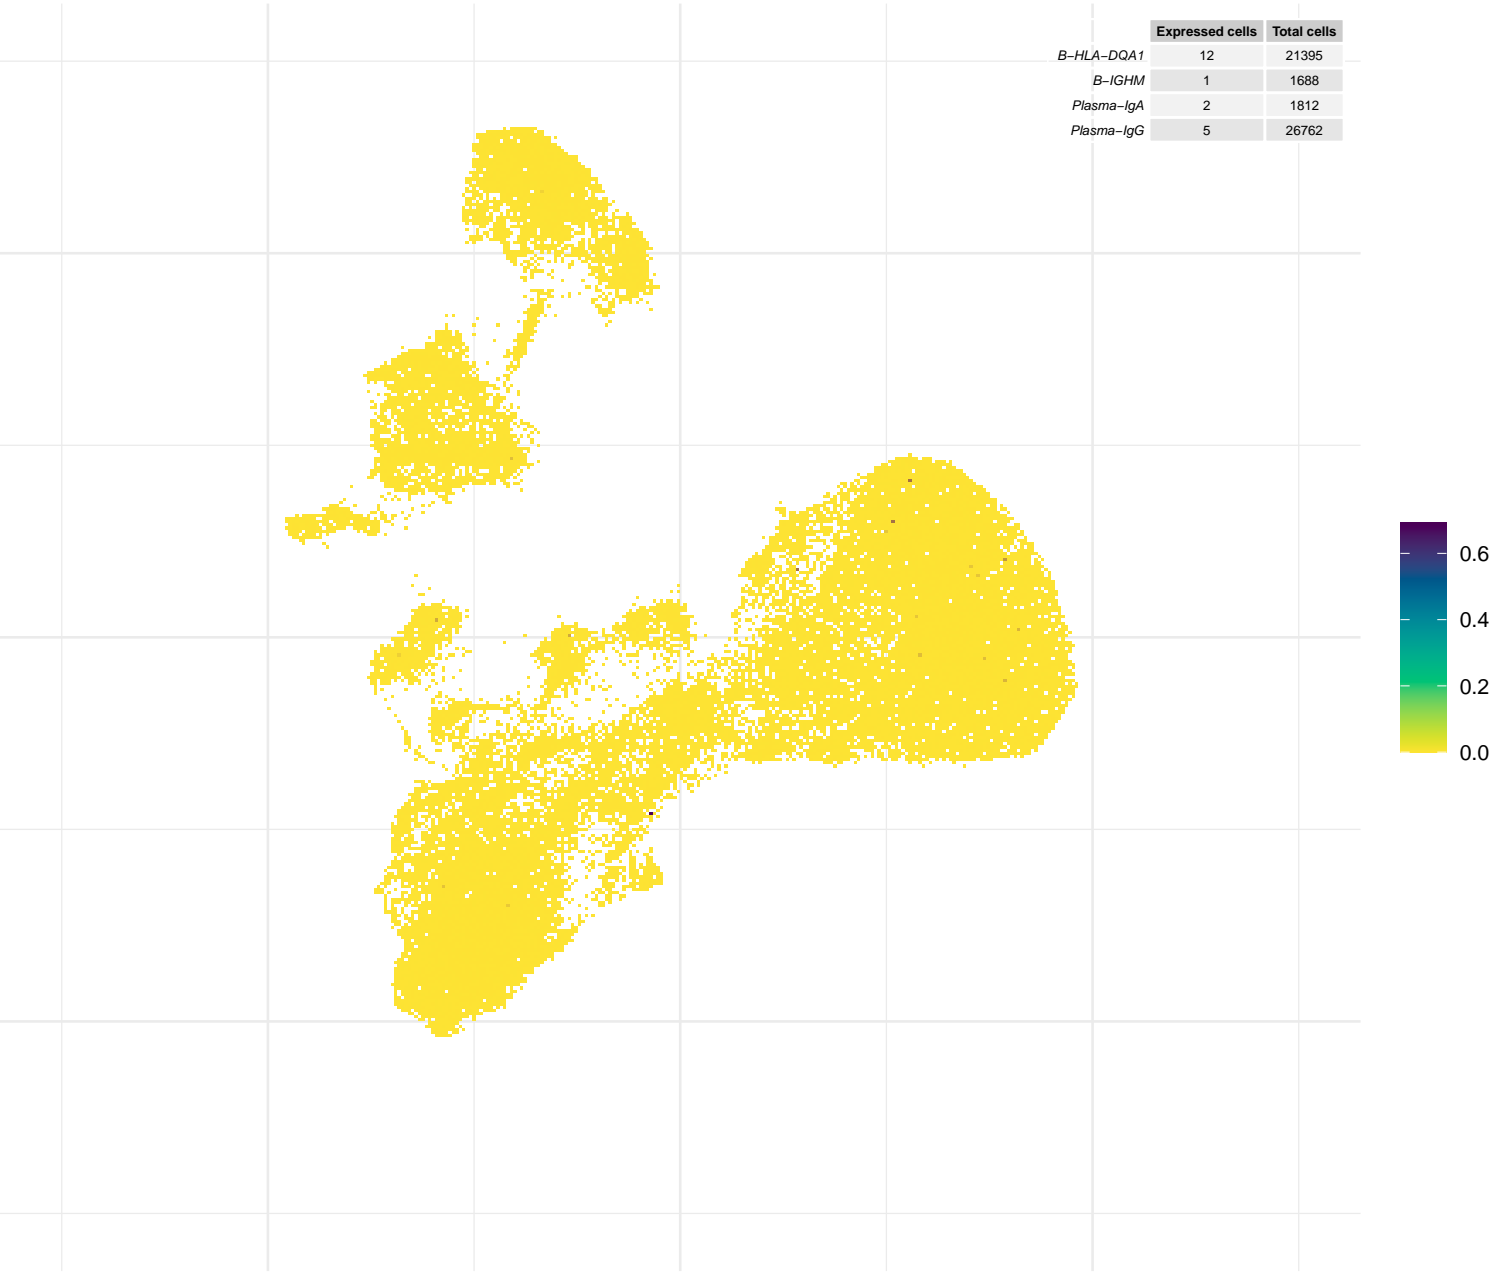 Expressed cells Total cells
B−HLA−DQA1 12 21395
B−IGHM 1 1688
Plasma−IgA 2 1812
Plasma−IgG 5 26762
0.6
0.4
0.2
0.0